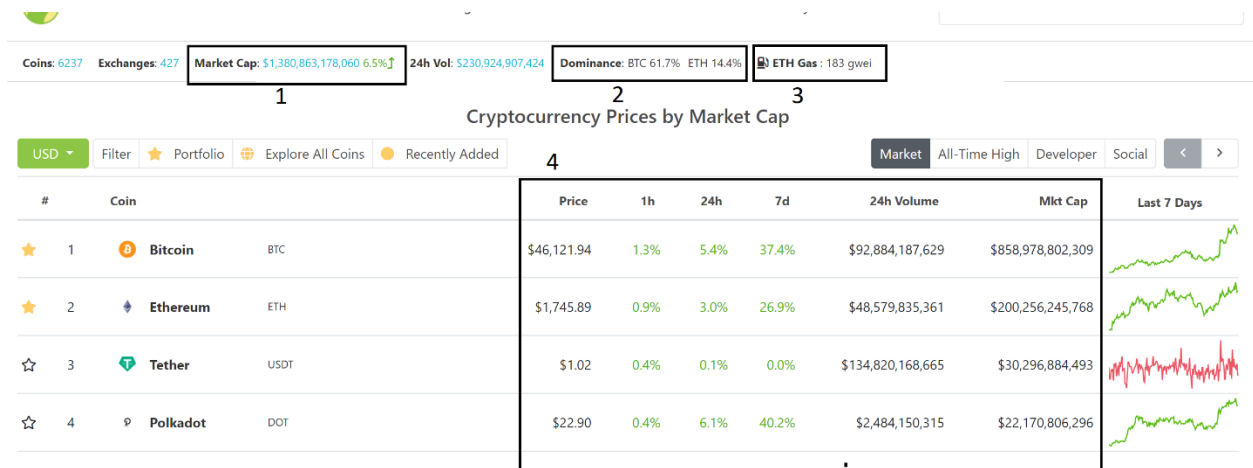 Coins: 6237 Exchanges: 427 Market Cap: $1,380,863,178,060 6.5% 24h Vol: $230,924,907,424 Dominance: BTC 61.7% ETH 14.4% ETH Gas : 183 gwei
1 2 3
Cryptocurrency Prices by Market Cap
USD Filter Portfolio Explore All Coins Recently Added 4 Market All-Time High Developer Social < >
# Coin Price 1h 24h 7d 24h Volume Mkt Cap Last 7 Days
1 Bitcoin BTC $46,121.94 1.3% 5.4% 37.4% $92,884,187,629 $858,978,802,309
2 Ethereum ETH $1,745.89 0.9% 3.0% 26.9% $48,579,835,361 $200,256,245,768
3 Tether USDT $1.02 0.4% 0.1% 0.0% $134,820,168,665 $30,296,884,493
4 Polkadot DOT $22.90 0.4% 6.1% 40.2% $2,484,150,315 $22,170,806,296